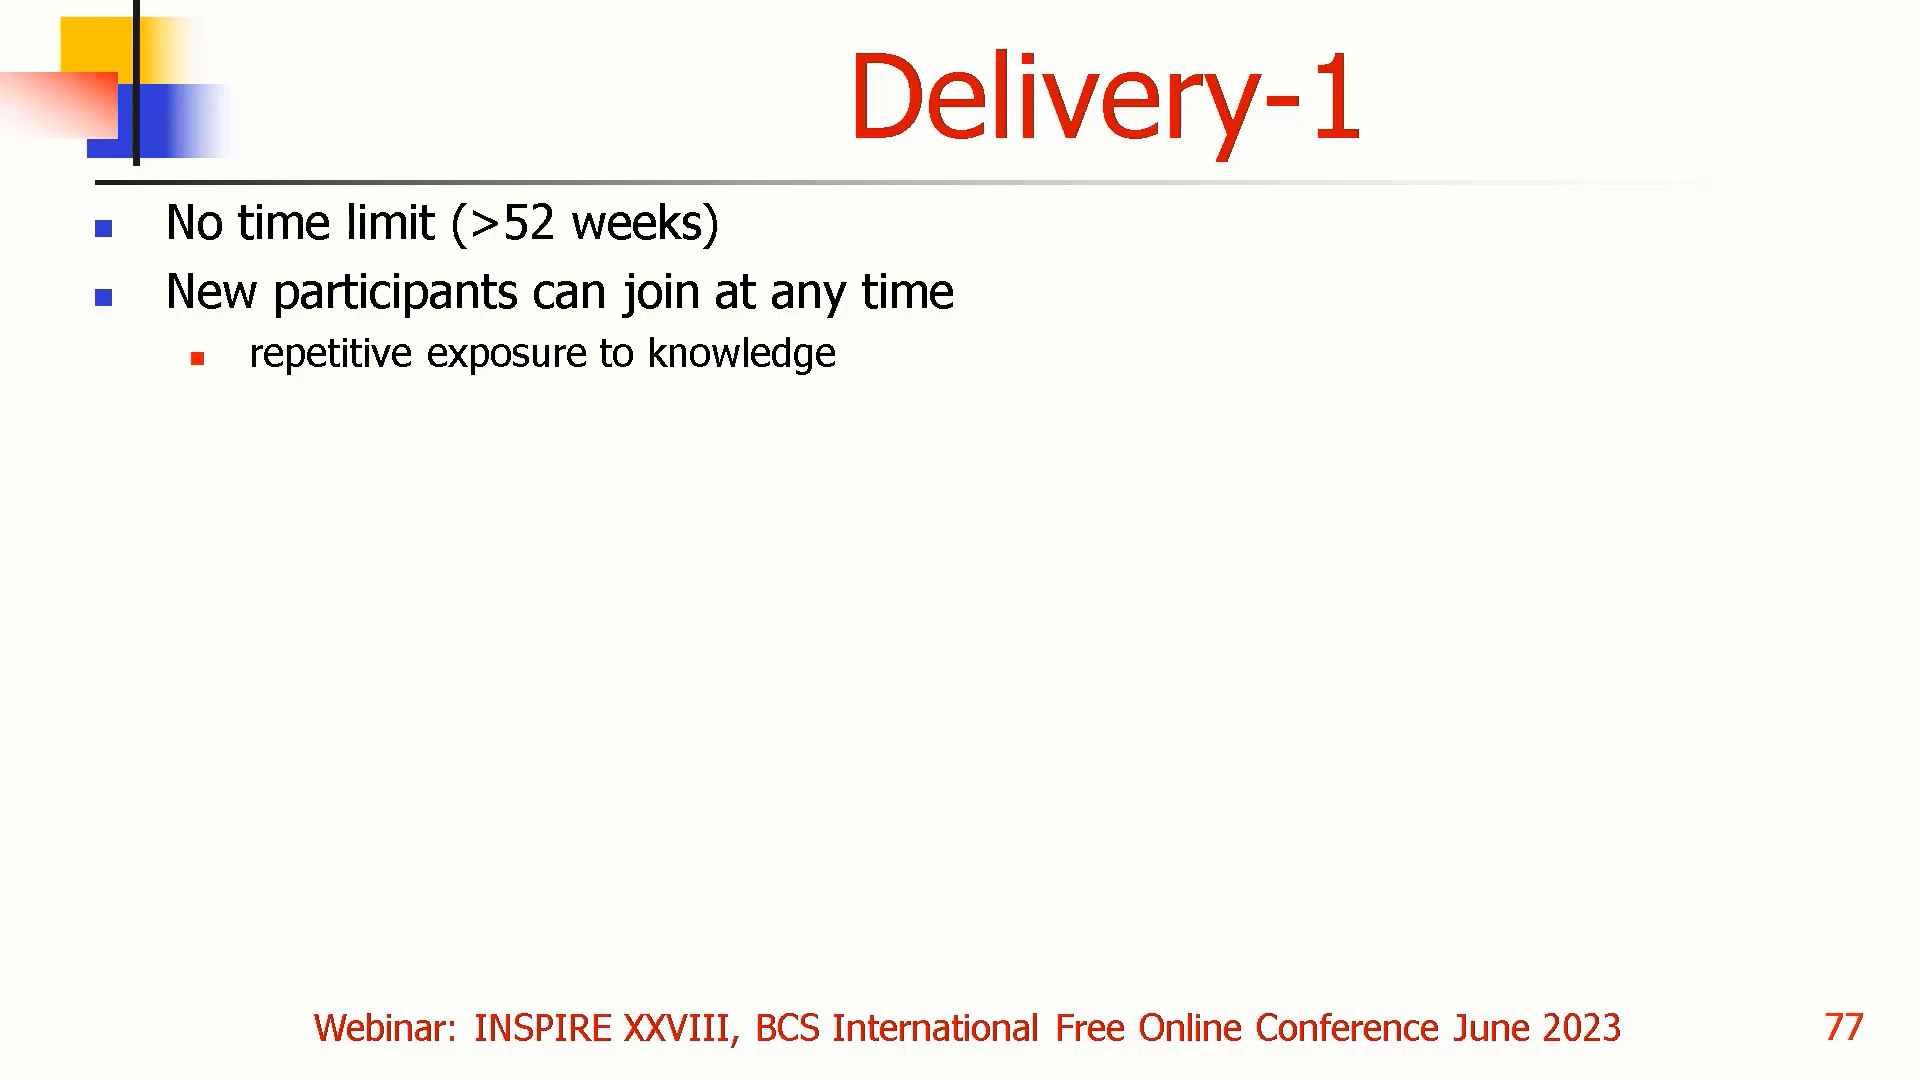 Delivery-1
No time limit (>52 weeks)
New participants can join at any time
repetitive exposure to knowledge
Webinar: INSPIRE XXVIII, BCS International Free Online Conference June 2023
77